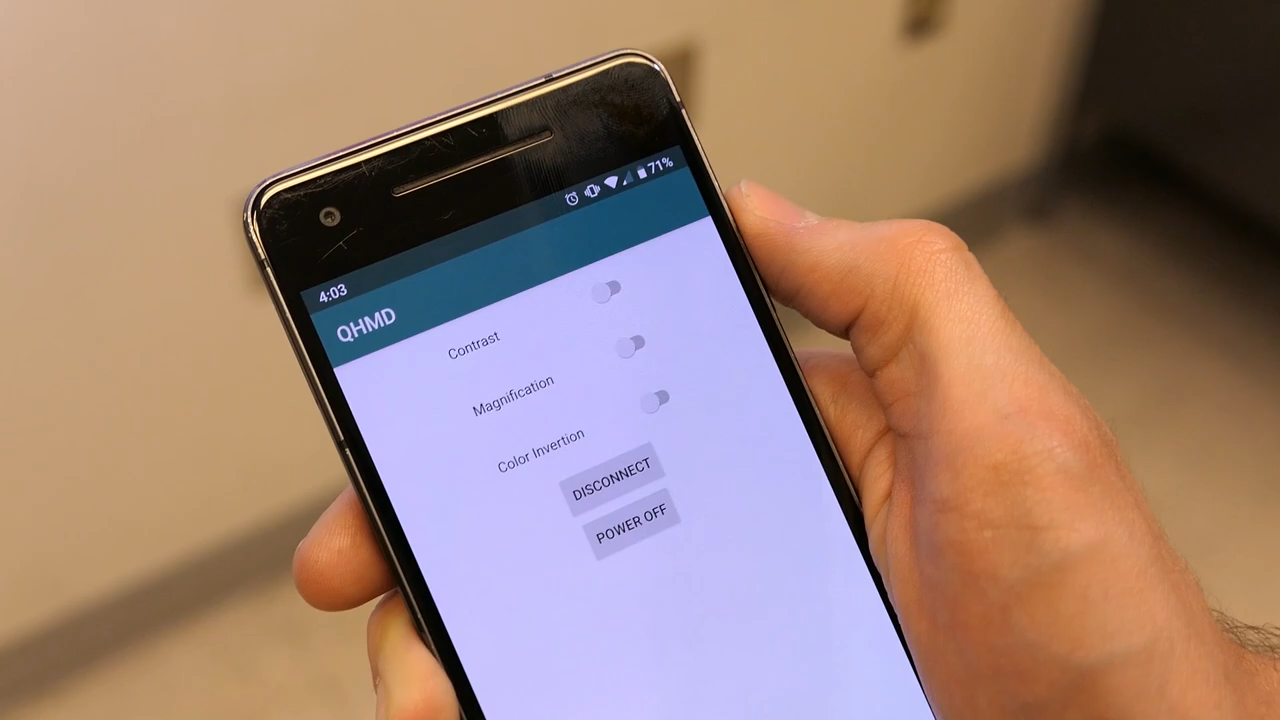 4:03 71%
QHMD
Contrast
Magnification
Color Invertion
DISCONNECT
POWER OFF